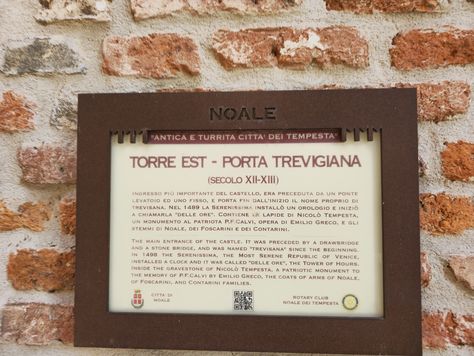 NOALE
"ANTICA E TURRITA CITTA' DEI TEMPESTA"
TORRE EST - PORTA TREVIGIANA
(SECOLO XII-XIII)
INGRESSO PIÙ IMPORTANTE DEL CASTELLO, ERA PRECEDUTA DA UN PONTE
LEVATOIO ED UNO FISSO, E PORTA FIN DALL'INIZIO IL NOME PROPRIO DI
TREVIGIANA. NEL 1489 LA SERENISSIMA INSTALLÒ UN OROLOGIO E INIZIÒ
A CHIAMARLA "DELLE ORE". CONTIENE LA LAPIDE DI NICOLÒ TEMPESTA,
UN MONUMENTO AL PATRIOTA P.F.CALVI, OPERA DI EMILIO GRECO, E GLI
STEMMI DI NOALE, DEI FOSCARINI E DEI CONTARINI.
THE MAIN ENTRANCE OF THE CASTLE. IT WAS PRECEDED BY A DRAWBRIDGE
AND A STONE BRIDGE, AND WAS NAMED "TREVISANA" SINCE THE BEGINNING.
IN 1498 THE SERENISSIMA, THE MOST SERENE REPUBLIC OF VENICE,
INSTALLED A CLOCK AND IT WAS CALLED "DELLE ORE", THE TOWER OF HOURS.
INSIDE THE GRAVESTONE OF NICOLÒ TEMPESTA, A PATRIOTIC MONUMENT TO
THE MEMORY OF P.F.CALVI BY EMILIO GRECO, THE COATS OF ARMS OF NOALE,
OF FOSCARINI, AND CONTARINI FAMILIES.
CITTA' DI
NOALE
ROTARY CLUB
NOALE DEI TEMPESTA